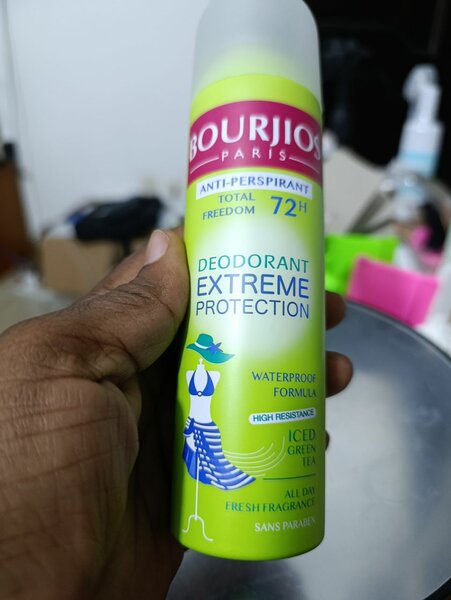 BOURJIOS
PARIS
ANTI-PERSPIRANT
TOTAL
FREEDOM 72H
DEODORANT
EXTREME
PROTECTION
WATERPROOF
FORMULA
HIGH RESISTANCE
ICED
GREEN
TEA
ALL DAY
FRESH FRAGRANCE
SANS PARABEN